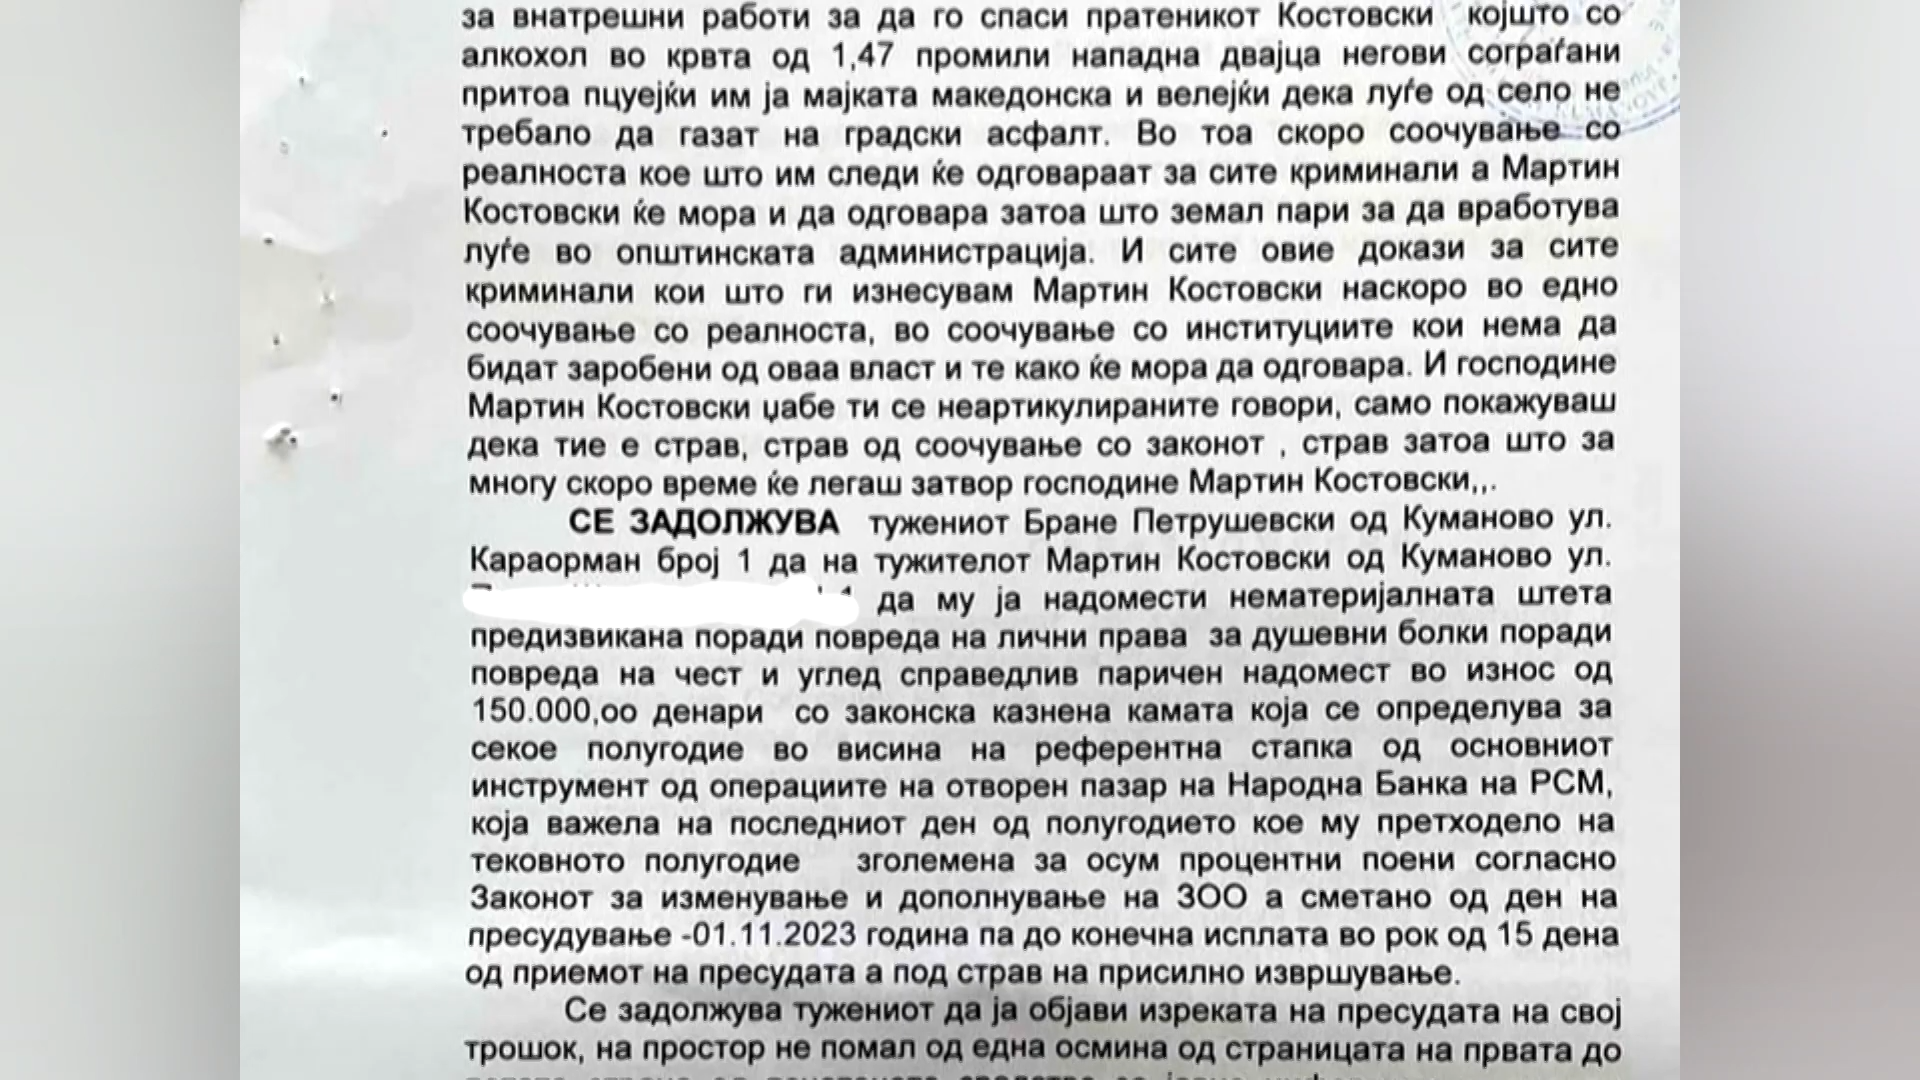 за внатрешни работи за да го спаси пратеникот Костовски којшто со
алкохол во крвта од 1,47 промили нападна двајца негови сограѓани
притоа пцуејќи им ја мајката македонска и велејќи дека луѓе од село не
требало да газат на градски асфалт. Во тоа скоро соочување со
реалноста кое што им следи ќе одговараат за сите криминали а Мартин
Костовски ќе мора и да одговара затоа што земал пари за да вработува
луѓе во општинската администрација. И сите овие докази за сите
криминали кои што ги изнесувам Мартин Костовски наскоро во едно
соочување со реалноста, во соочување со институциите кои нема да
бидат заробени од оваа власт и те како ќе мора да одговара. И господине
Мартин Костовски џабе ти се неартикулираните говори, само покажуваш
дека тие е страв, страв од соочување со законот , страв затоа што за
многу скоро време ќе легаш затвор господине Мартин Костовски,,.
СЕ ЗАДОЛЖУВА тужениот Бране Петрушевски од Куманово ул.
Караорман број 1 да на тужителот Мартин Костовски од Куманово ул.
да му ја надомести нематеријалната штета
предизвикана поради повреда на лични права за душевни болки поради
повреда на чест и углед справедлив паричен надомест во износ од
150.000,оо денари со законска казнена камата која се определува за
секое полугодие во висина на референтна стапка од основниот
инструмент од операциите на отворен пазар на Народна Банка на РСМ,
која важела на последниот ден од полугодието кое му претходело на
тековното полугодие зголемена за осум процентни поени согласно
Законот за изменување и дополнување на ЗОО а сметано од ден на
пресудување -01.11.2023 година па до конечна исплата во рок од 15 дена
од приемот на пресудата а под страв на присилно извршување.
Се задолжува тужениот да ја објави изреката на пресудата на свој
трошок, на простор не помал од една осмина од страницата на првата до